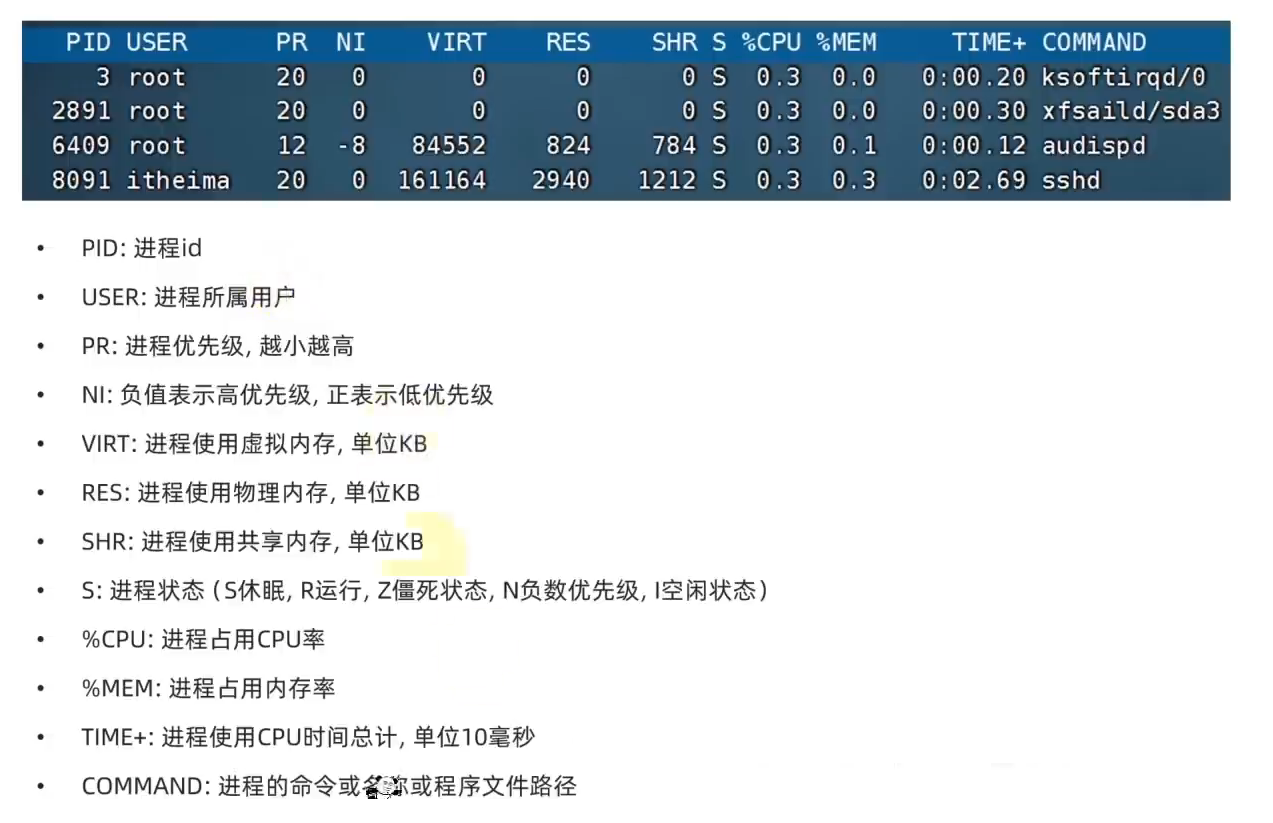 PID USER PR NI VIRT RES SHR S %CPU %MEM TIME+ COMMAND
3 root 20 0 0 0 0 S 0.3 0.0 0:00.20 ksoftirqd/0
2891 root 20 0 0 0 0 S 0.3 0.0 0:00.30 xfsaild/sda3
6409 root 12 -8 84552 824 784 S 0.3 0.1 0:00.12 audispd
8091 itheima 20 0 161164 2940 1212 S 0.3 0.3 0:02.69 sshd
• PID: 进程id
• USER: 进程所属用户
• PR: 进程优先级, 越小越高
• NI: 负值表示高优先级, 正表示低优先级
• VIRT: 进程使用虚拟内存, 单位KB
• RES: 进程使用物理内存, 单位KB
• SHR: 进程使用共享内存, 单位KB
• S: 进程状态（S休眠, R运行, Z僵死状态, N负数优先级, I空闲状态）
• %CPU: 进程占用CPU率
• %MEM: 进程占用内存率
• TIME+: 进程使用CPU时间总计, 单位10毫秒
• COMMAND: 进程的命令或名称或程序文件路径